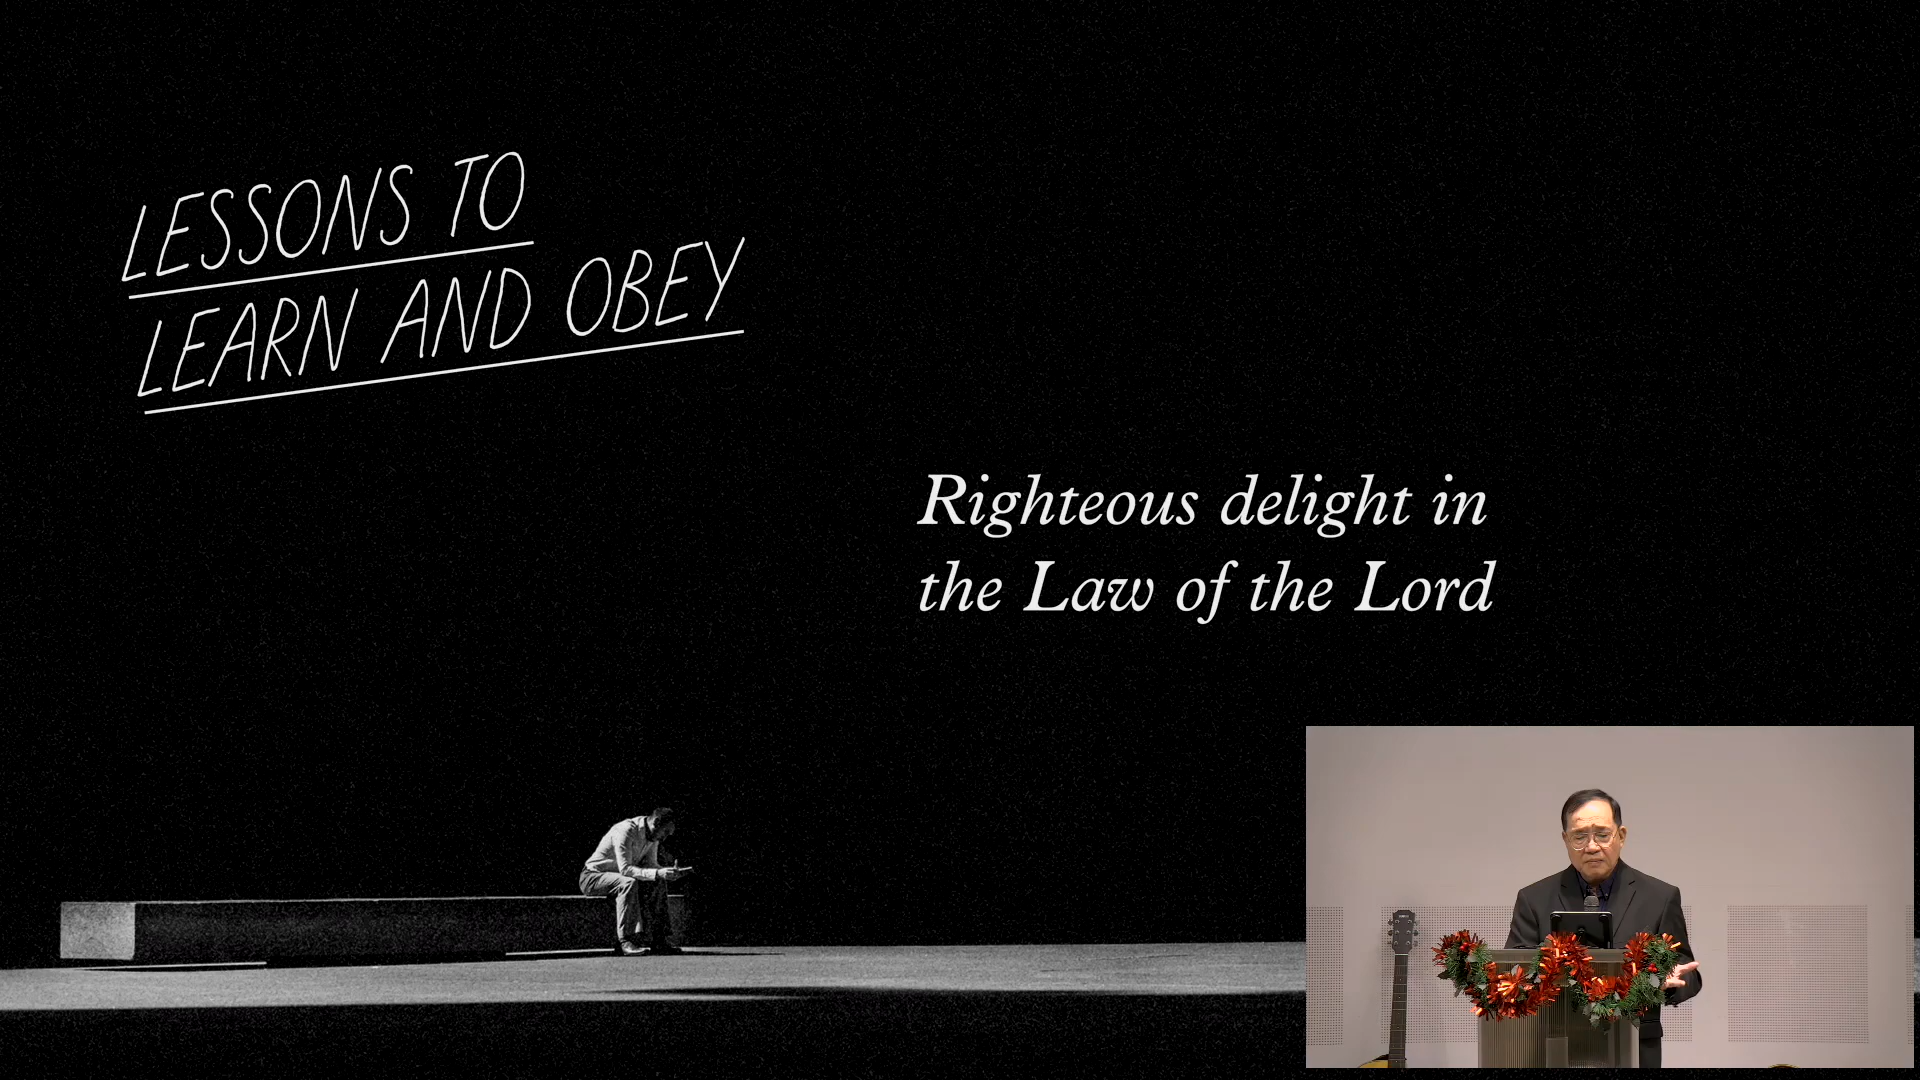 LESSONS TO
LEARN AND OBEY
Righteous delight in
the Law of the Lord